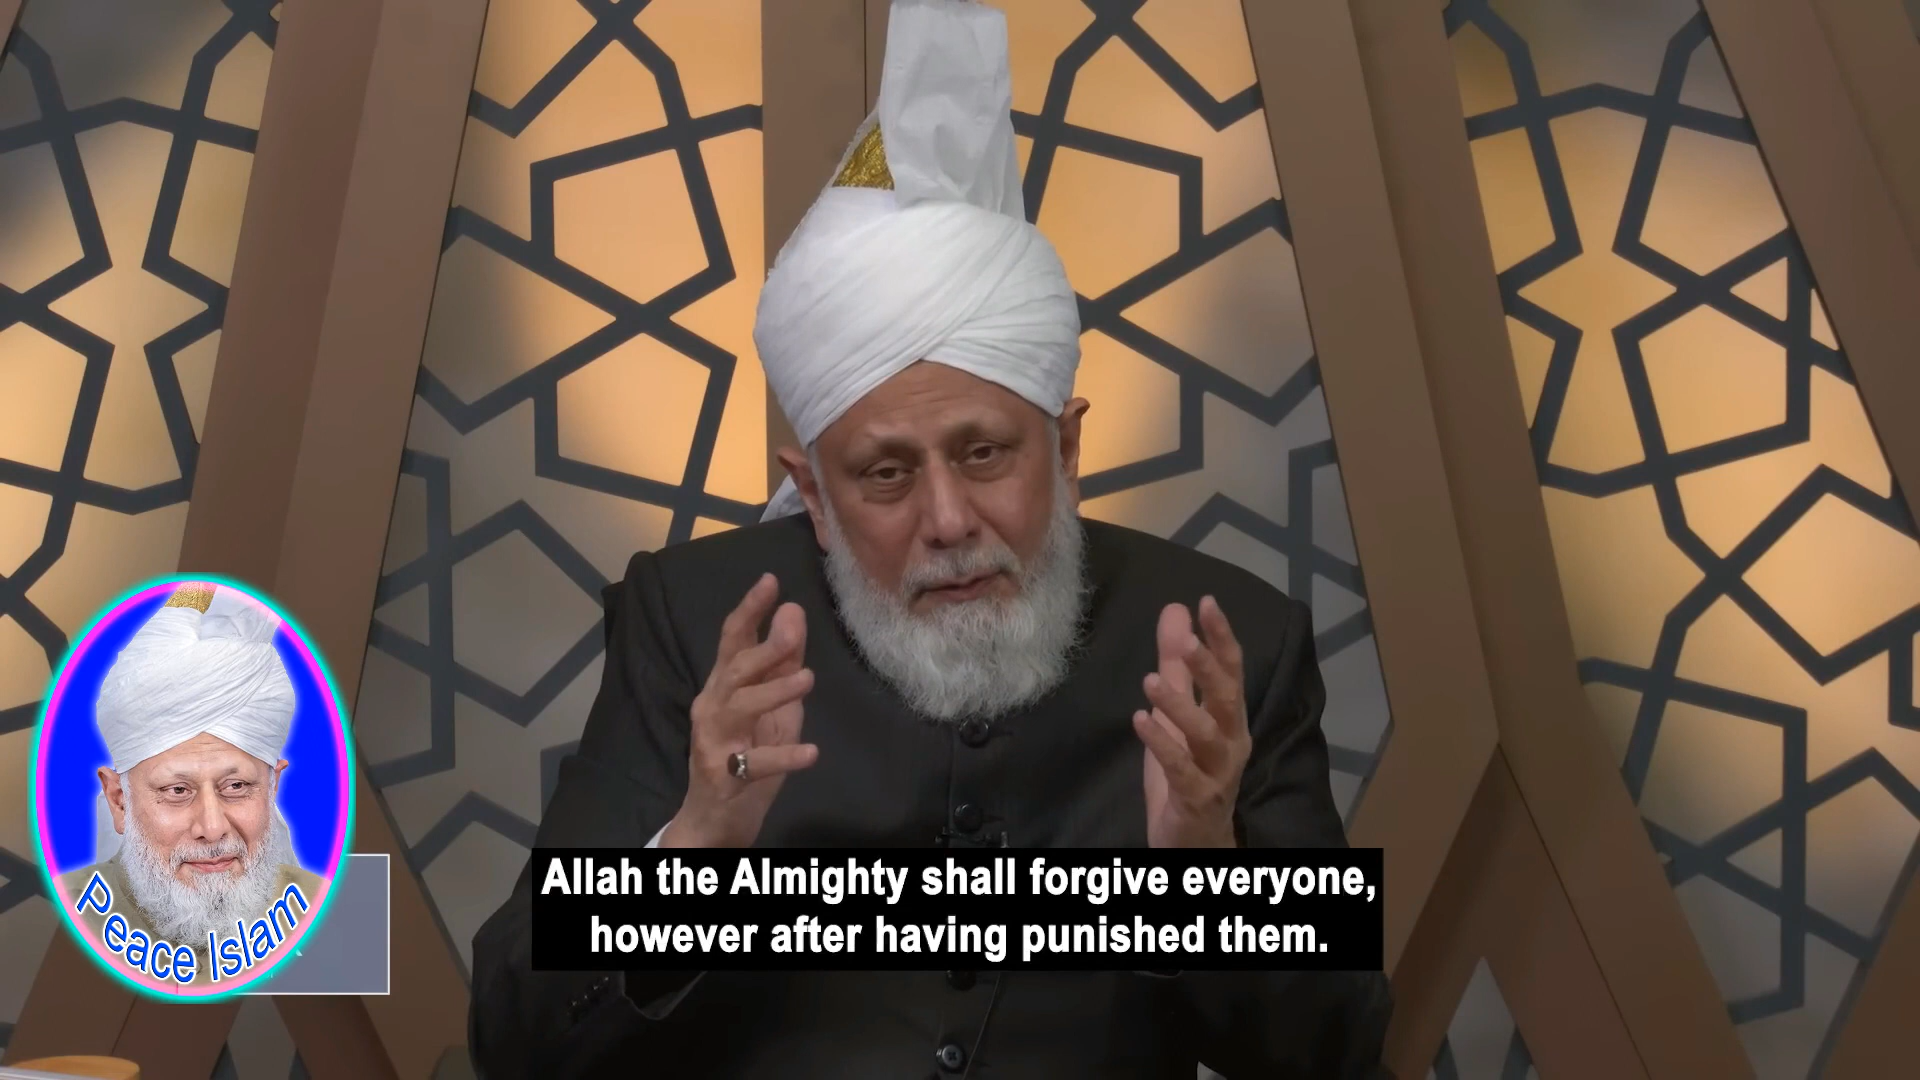 Allah the Almighty shall forgive everyone,
however after having punished them.
Peace Islam